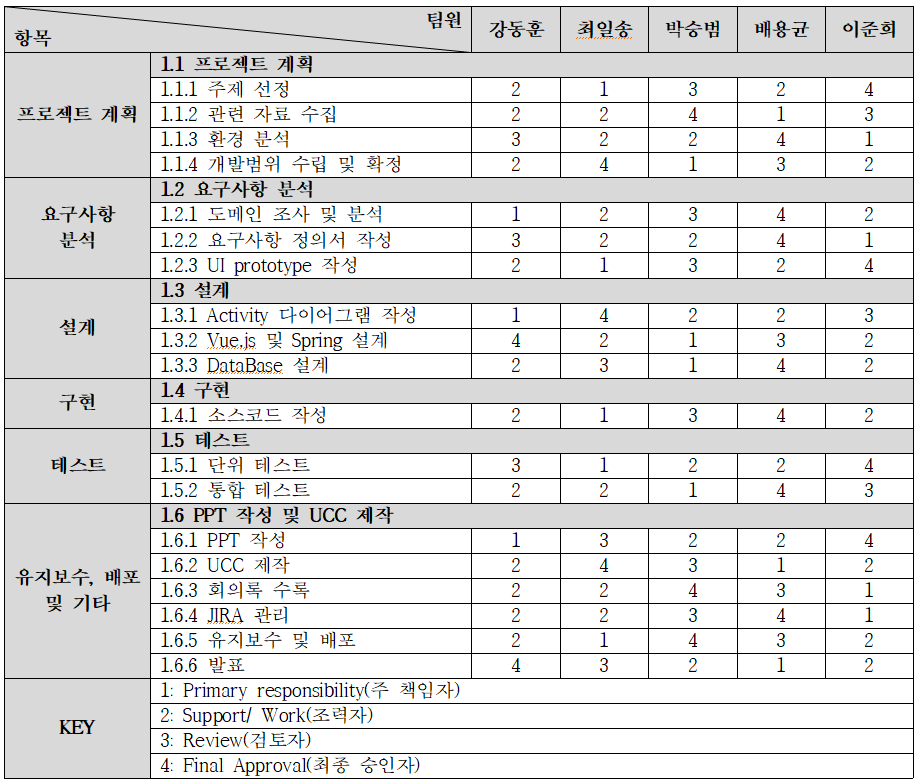 팀원
항목
강동훈 최일송 박승범 배용균 이준희
프로젝트 계획
1.1 프로젝트 계획
1.1.1 주제 선정 2 1 3 2 4
1.1.2 관련 자료 수집 2 2 4 1 3
1.1.3 환경 분석 3 2 2 4 1
1.1.4 개발범위 수립 및 확정 2 4 1 3 2
요구사항
분석
1.2 요구사항 분석
1.2.1 도메인 조사 및 분석 1 2 3 4 2
1.2.2 요구사항 정의서 작성 3 2 2 4 1
1.2.3 UI prototype 작성 2 1 3 2 4
설계
1.3 설계
1.3.1 Activity 다이어그램 작성 1 4 2 2 3
1.3.2 Vue.js 및 Spring 설계 4 2 1 3 2
1.3.3 DataBase 설계 2 3 1 4 2
구현
1.4 구현
1.4.1 소스코드 작성 2 1 3 4 2
테스트
1.5 테스트
1.5.1 단위 테스트 3 1 2 2 4
1.5.2 통합 테스트 2 2 1 4 3
유지보수, 배포
및 기타
1.6 PPT 작성 및 UCC 제작
1.6.1 PPT 작성 1 3 2 2 4
1.6.2 UCC 제작 2 4 3 1 2
1.6.3 회의록 수록 2 2 4 3 1
1.6.4 JIRA 관리 2 2 3 4 1
1.6.5 유지보수 및 배포 2 1 4 3 2
1.6.6 발표 4 3 2 1 2
KEY
1: Primary responsibility(주 책임자)
2: Support/ Work(조력자)
3: Review(검토자)
4: Final Approval(최종 승인자)